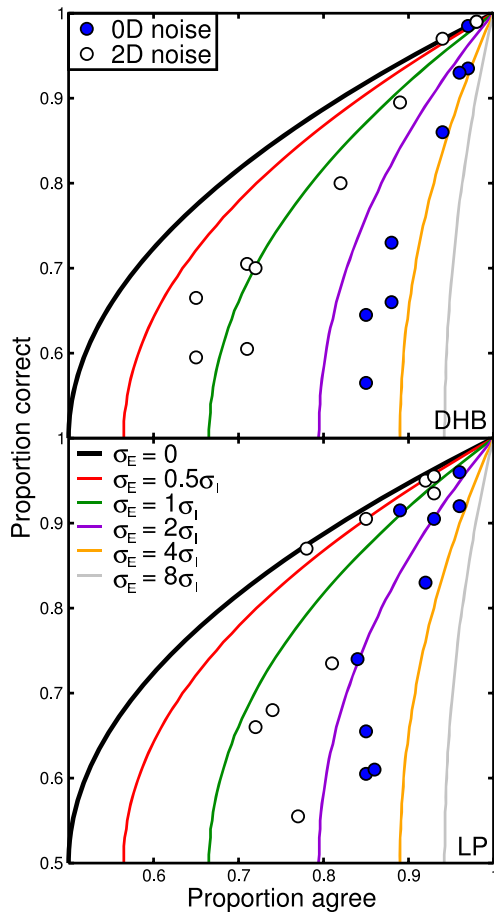 1
0D noise
2D noise
0.9
0.8
0.7
0.6
DHB
Proportion correct
1
σE = 0
σE = 0.5σI
σE = 1σI
σE = 2σI
σE = 4σI
σE = 8σI
0.9
0.8
0.7
0.6
0.5
LP
0.6
0.7
0.8
0.9
1
Proportion agree